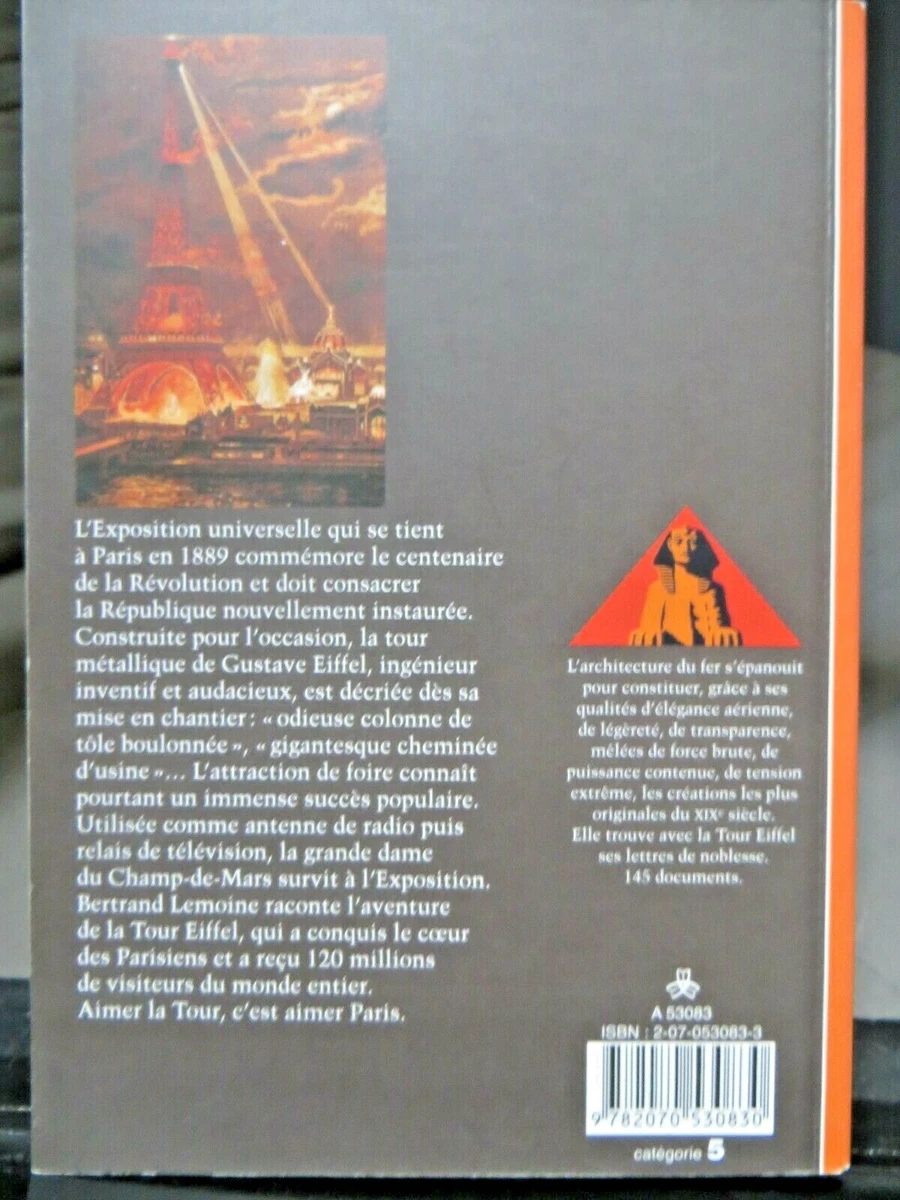 L'Exposition universelle qui se tient
à Paris en 1889 commémore le centenaire
de la Révolution et doit consacrer
la République nouvellement instaurée.
Construite pour l'occasion, la tour
métallique de Gustave Eiffel, ingénieur
inventif et audacieux, est décriée dès sa
mise en chantier : « odieuse colonne de
tôle boulonnée », « gigantesque cheminée
d'usine »... L'attraction de foire connaît
pourtant un immense succès populaire.
Utilisée comme antenne de radio puis
relais de télévision, la grande dame
du Champ-de-Mars survit à l'Exposition.
Bertrand Lemoine raconte l'aventure
de la Tour Eiffel, qui a conquis le cœur
des Parisiens et a reçu 120 millions
de visiteurs du monde entier.
Aimer la Tour, c'est aimer Paris.
L'architecture du fer s'épanouit
pour constituer, grâce à ses
qualités d'élégance aérienne,
de légèreté, de transparence,
mêlées de force brute, de
puissance contenue, de tension
extrême, les créations les plus
originales du XIXe siècle.
Elle trouve avec la Tour Eiffel
ses lettres de noblesse.
145 documents.
A 53083
ISBN : 2-07-053083-3
9 782070 530830
catégorie 5